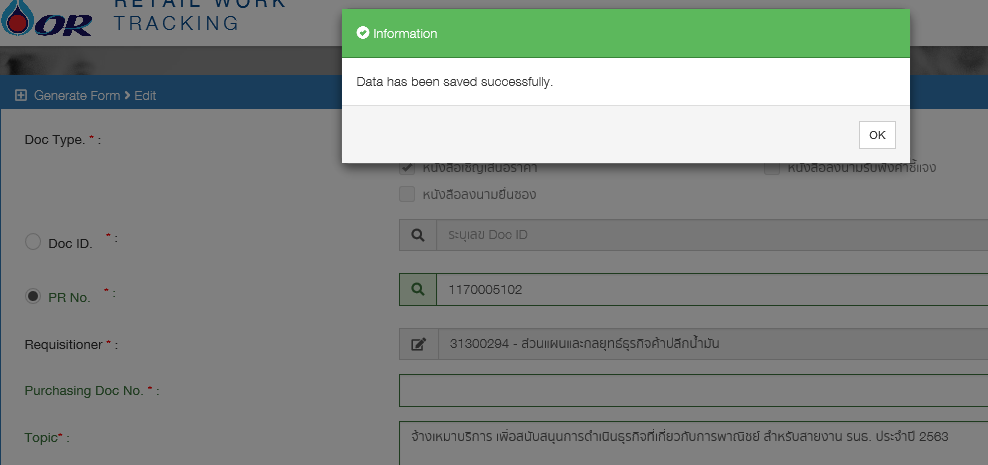 RETAIL WORK
OR TRACKING
Information
Data has been saved successfully.
OK
Generate Form > Edit
Doc Type. * :
หนังสือเชิญเสนอราคา
หนังสือลงนามรับฟังคำชี้แจง
หนังสือลงนามยื่นซอง
Doc ID. * :
ระบุเลข Doc ID
PR No. * :
1170005102
Requisitioner * :
31300294 - ส่วนแผนและกลยุทธ์ธุรกิจค้าปลีกน้ำมัน
Purchasing Doc No. * :
Topic* :
จ้างเหมาบริการ เพื่อสนับสนุนการดำเนินธุรกิจที่เกี่ยวกับการพาณิชย์ สำหรับสายงาน รนธ. ประจำปี 2563